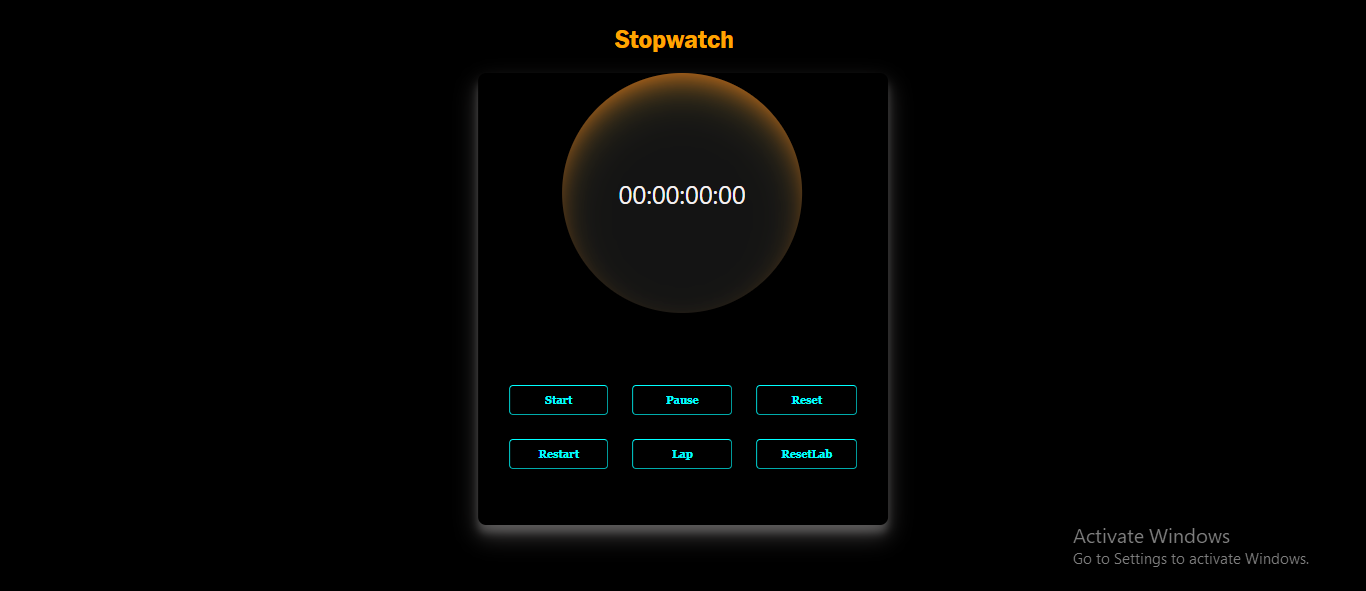 Stopwatch
00:00:00:00
Start Pause Reset
Restart Lap ResetLab
Activate Windows
Go to Settings to activate Windows.